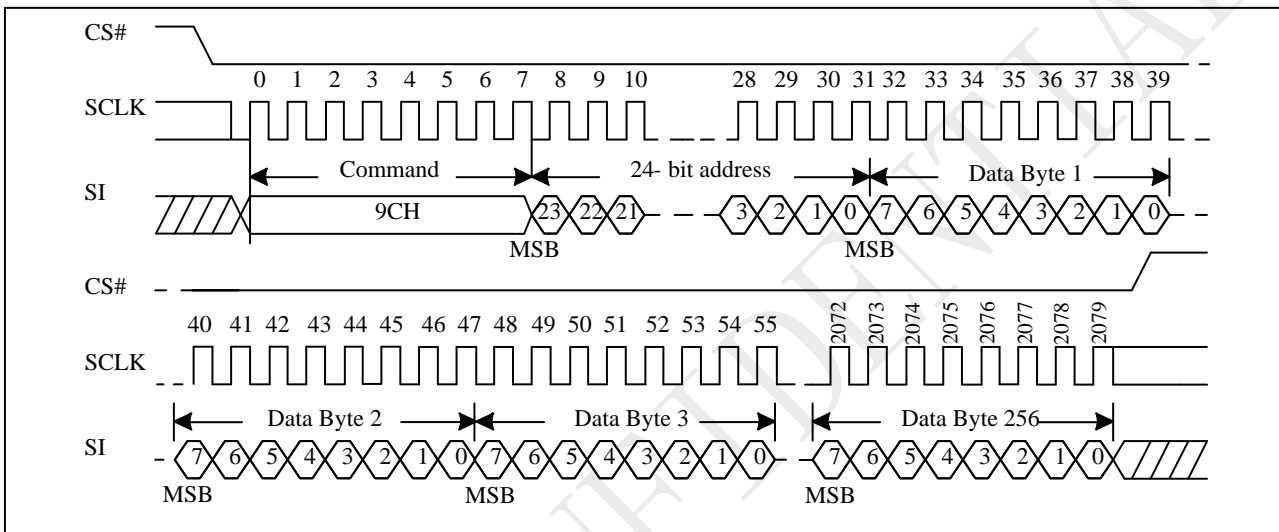 CS#
0 1 2 3 4 5 6 7 8 9 10 28 29 30 31 32 33 34 35 36 37 38 39
SCLK
Command 24- bit address Data Byte 1
SI
9CH 23 22 21 3 2 1 0 7 6 5 4 3 2 1 0
MSB MSB
CS#
40 41 42 43 44 45 46 47 48 49 50 51 52 53 54 55 2072 2073 2074 2075 2076 2077 2078 2079
SCLK
Data Byte 2 Data Byte 3 Data Byte 256
SI
7 6 5 4 3 2 1 0 7 6 5 4 3 2 1 0 7 6 5 4 3 2 1 0
MSB MSB MSB